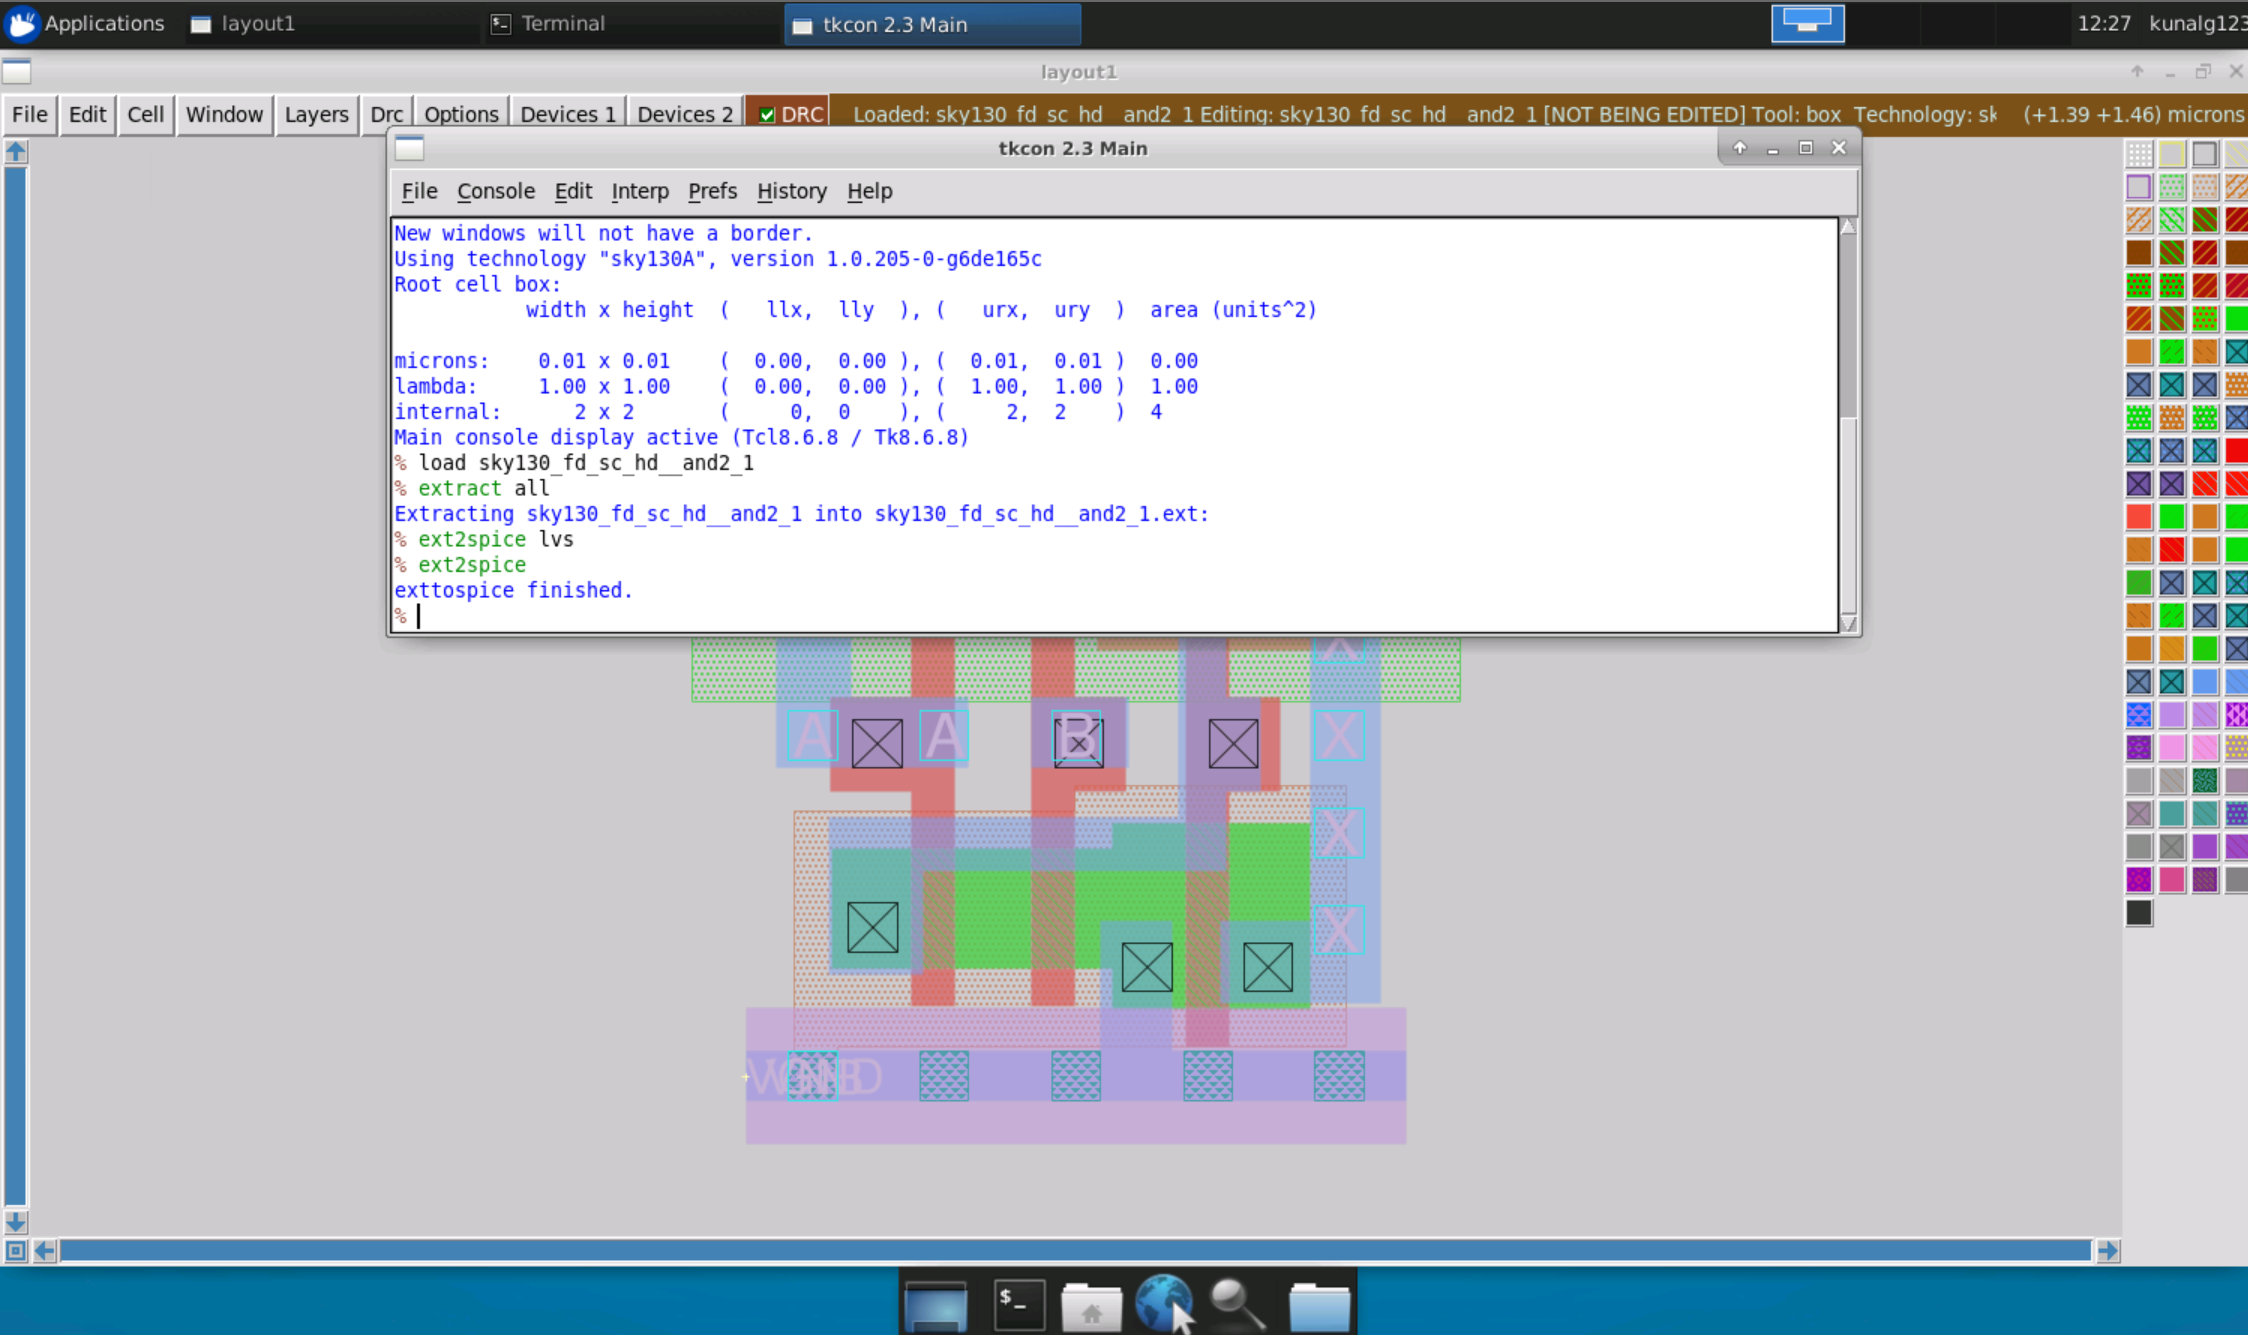 Applications layout1 Terminal tkcon 2.3 Main 12:27 kunalg123
layout1
File Edit Cell Window Layers Drc Options Devices 1 Devices 2 DRC Loaded: sky130_fd_sc_hd__and2_1 Editing: sky130_fd_sc_hd__and2_1 [NOT BEING EDITED] Tool: box Technology: sk (+1.39 +1.46) microns
tkcon 2.3 Main
File Console Edit Interp Prefs History Help
New windows will not have a border.
Using technology "sky130A", version 1.0.205-0-g6de165c
Root cell box:
width x height ( llx, lly ), ( urx, ury ) area (units^2)
microns: 0.01 x 0.01 ( 0.00, 0.00 ), ( 0.01, 0.01 ) 0.00
lambda: 1.00 x 1.00 ( 0.00, 0.00 ), ( 1.00, 1.00 ) 1.00
internal: 2 x 2 ( 0, 0 ), ( 2, 2 ) 4
Main console display active (Tcl8.6.8 / Tk8.6.8)
% load sky130_fd_sc_hd__and2_1
% extract all
Extracting sky130_fd_sc_hd__and2_1 into sky130_fd_sc_hd__and2_1.ext:
% ext2spice lvs
% ext2spice
exttospice finished.
%
X
A A B X
X
X
$_